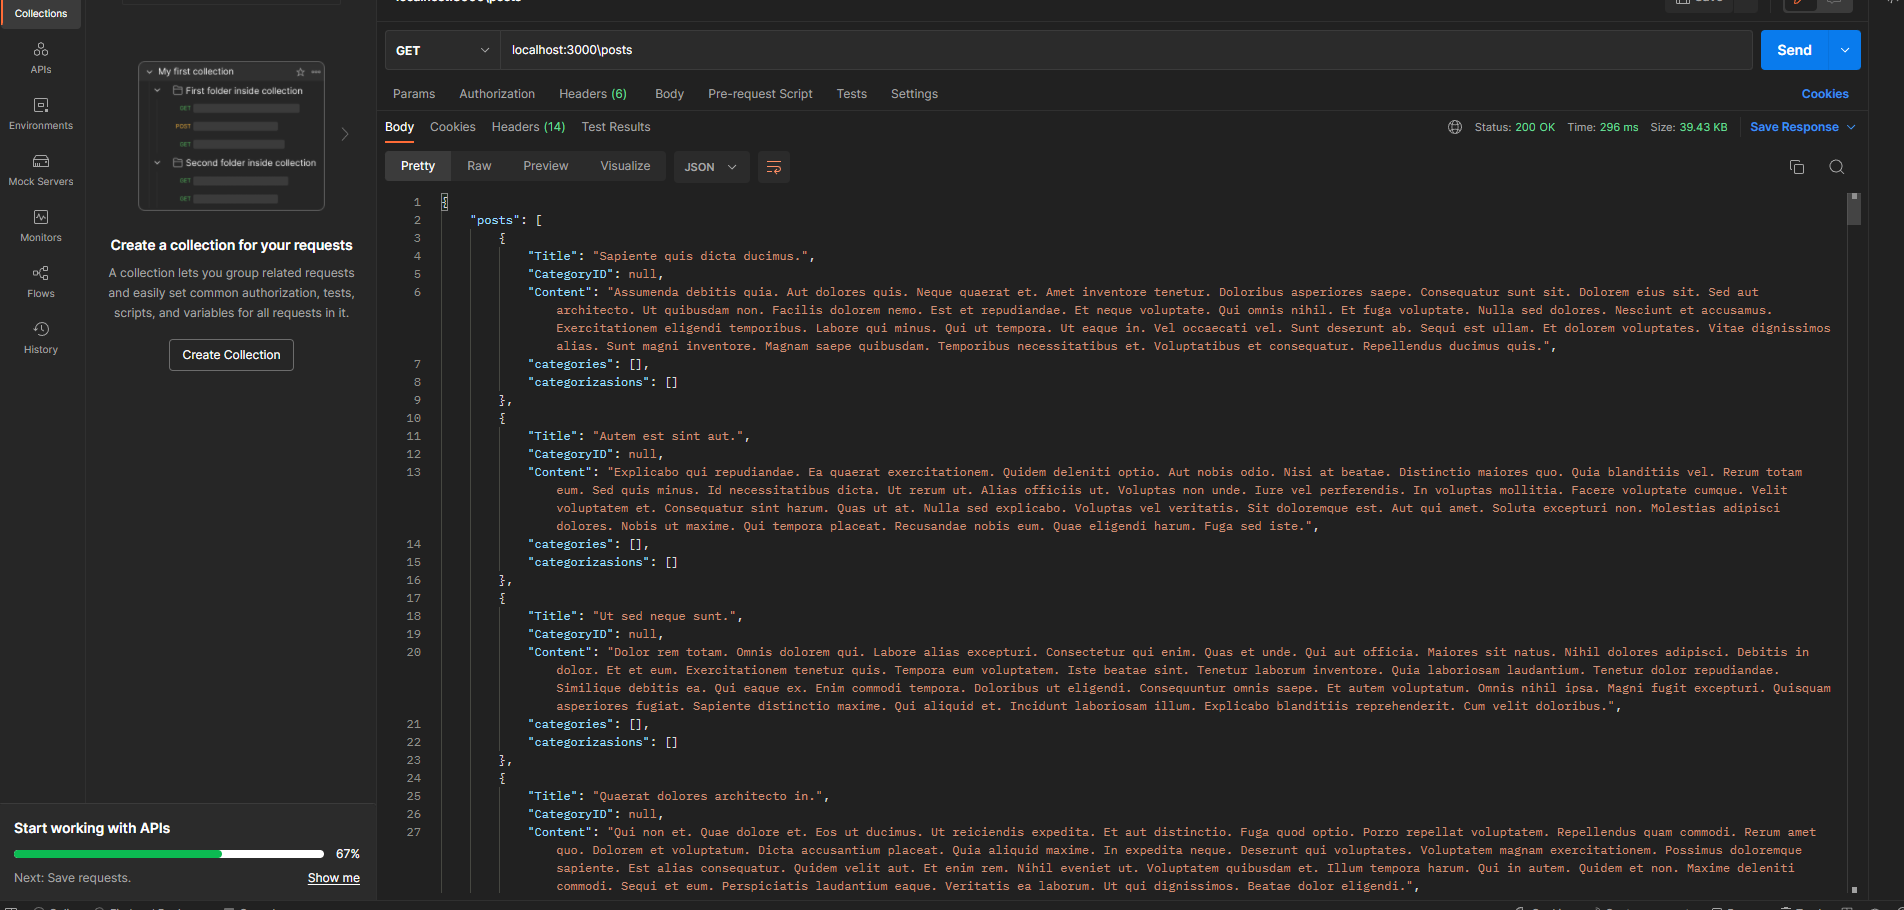 Collections
APIs
Environments
Mock Servers
Monitors
Flows
History
My first collection
First folder inside collection
GET
POST
GET
Second folder inside collection
GET
GET
Create a collection for your requests
A collection lets you group related requests
and easily set common authorization, tests,
scripts, and variables for all requests in it.
Create Collection
Start working with APIs
67%
Next: Save requests.
Show me
GET
localhost:3000\posts
Send
Params Authorization Headers (6) Body Pre-request Script Tests Settings Cookies
Body Cookies Headers (14) Test Results Status: 200 OK Time: 296 ms Size: 39.43 KB Save Response
Pretty Raw Preview Visualize JSON
1 {
2 "posts": [
3 {
4 "Title": "Sapiente quis dicta ducimus.",
5 "CategoryID": null,
6 "Content": "Assumenda debitis quia. Aut dolores quis. Neque quaerat et. Amet inventore tenetur. Doloribus asperiores saepe. Consequatur sunt sit. Dolorem eius sit. Sed aut
architecto. Ut quibusdam non. Facilis dolorem nemo. Est et repudiandae. Et neque voluptate. Qui omnis nihil. Et fuga voluptate. Nulla sed dolores. Nesciunt et accusamus.
Exercitationem eligendi temporibus. Labore qui minus. Qui ut tempora. Ut eaque in. Vel occaecati vel. Sunt deserunt ab. Sequi est ullam. Et dolorem voluptates. Vitae dignissimos
alias. Sunt magni inventore. Magnam saepe quibusdam. Temporibus necessitatibus et. Voluptatibus et consequatur. Repellendus ducimus quis.",
7 "categories": [],
8 "categorizasions": []
9 },
10 {
11 "Title": "Autem est sint aut.",
12 "CategoryID": null,
13 "Content": "Explicabo qui repudiandae. Ea quaerat exercitationem. Quidem deleniti optio. Aut nobis odio. Nisi at beatae. Distinctio maiores quo. Quia blanditiis vel. Rerum totam
eum. Sed quis minus. Id necessitatibus dicta. Ut rerum ut. Alias officiis ut. Voluptas non unde. Iure vel perferendis. In voluptas mollitia. Facere voluptate cumque. Velit
voluptatem et. Consequatur sint harum. Quas ut at. Nulla sed explicabo. Voluptas vel veritatis. Sit doloremque est. Aut qui amet. Soluta excepturi non. Molestias adipisci
dolores. Nobis ut maxime. Qui tempora placeat. Recusandae nobis eum. Quae eligendi harum. Fuga sed iste.",
14 "categories": [],
15 "categorizasions": []
16 },
17 {
18 "Title": "Ut sed neque sunt.",
19 "CategoryID": null,
20 "Content": "Dolor rem totam. Omnis dolorem qui. Labore alias excepturi. Consectetur qui enim. Quas et unde. Qui aut officia. Maiores sit natus. Nihil dolores adipisci. Debitis in
dolor. Et et eum. Exercitationem tenetur quis. Tempora eum voluptatem. Iste beatae sint. Tenetur laborum inventore. Quia laboriosam laudantium. Tenetur dolor repudiandae.
Similique debitis ea. Qui eaque ex. Enim commodi tempora. Doloribus ut eligendi. Consequuntur omnis saepe. Et autem voluptatum. Omnis nihil ipsa. Magni fugit excepturi. Quisquam
asperiores fugiat. Sapiente distinctio maxime. Qui aliquid et. Incidunt laboriosam illum. Explicabo blanditiis reprehenderit. Cum velit doloribus.",
21 "categories": [],
22 "categorizasions": []
23 },
24 {
25 "Title": "Quaerat dolores architecto in.",
26 "CategoryID": null,
27 "Content": "Qui non et. Quae dolore et. Eos ut ducimus. Ut reiciendis expedita. Et aut distinctio. Fuga quod optio. Porro repellat voluptatem. Repellendus quam commodi. Rerum amet
quo. Dolorem et voluptatum. Dicta accusantium placeat. Quia aliquid maxime. In expedita neque. Deserunt qui voluptates. Voluptatem magnam exercitationem. Possimus doloremque
sapiente. Est alias consequatur. Quidem velit aut. Et enim rem. Nihil eveniet ut. Voluptatem quibusdam et. Illum tempora harum. Qui in autem. Quidem et non. Maxime deleniti
commodi. Sequi et eum. Perspiciatis laudantium eaque. Veritatis ea laborum. Ut qui dignissimos. Beatae dolor eligendi.",